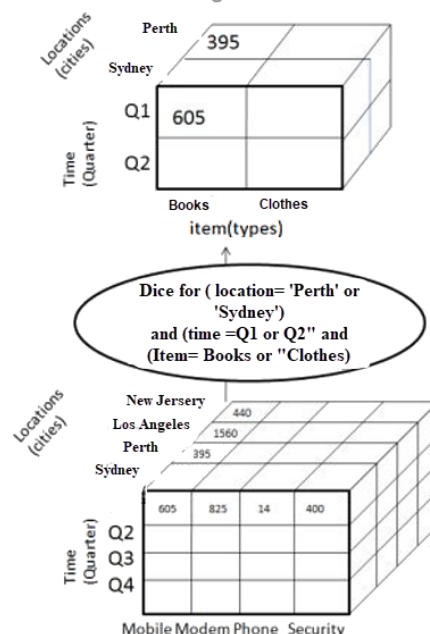 Perth
395
Locations
(cities)
Sydney
Q1
605
Q2
Time
(Quarter)
Books Clothes
item(types)
Dice for ( location= 'Perth' or
'Sydney')
and (time =Q1 or Q2" and
(Item= Books or "Clothes)
New Jersery
440
Los Angeles
1560
Locations
(cities)
Perth
395
Sydney
605 825 14 400
Q2
Q3
Q4
Time
(Quarter)
Mobile Modem Phone Security